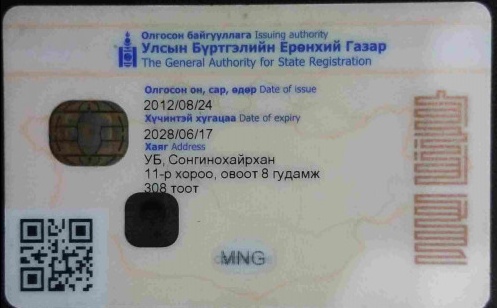 Олгосон байгууллага Issuing authority
Улсын Бүртгэлийн Ерөнхий Газар
The General Authority for State Registration
Олгосон он, сар, өдөр Date of issue
2012/08/24
Хүчинтэй хугацаа Date of expiry
2028/06/17
Хаяг Address
УБ, Сонгинохайрхан
11-р хороо, овоот 8 гудамж
308 тоот
MNG